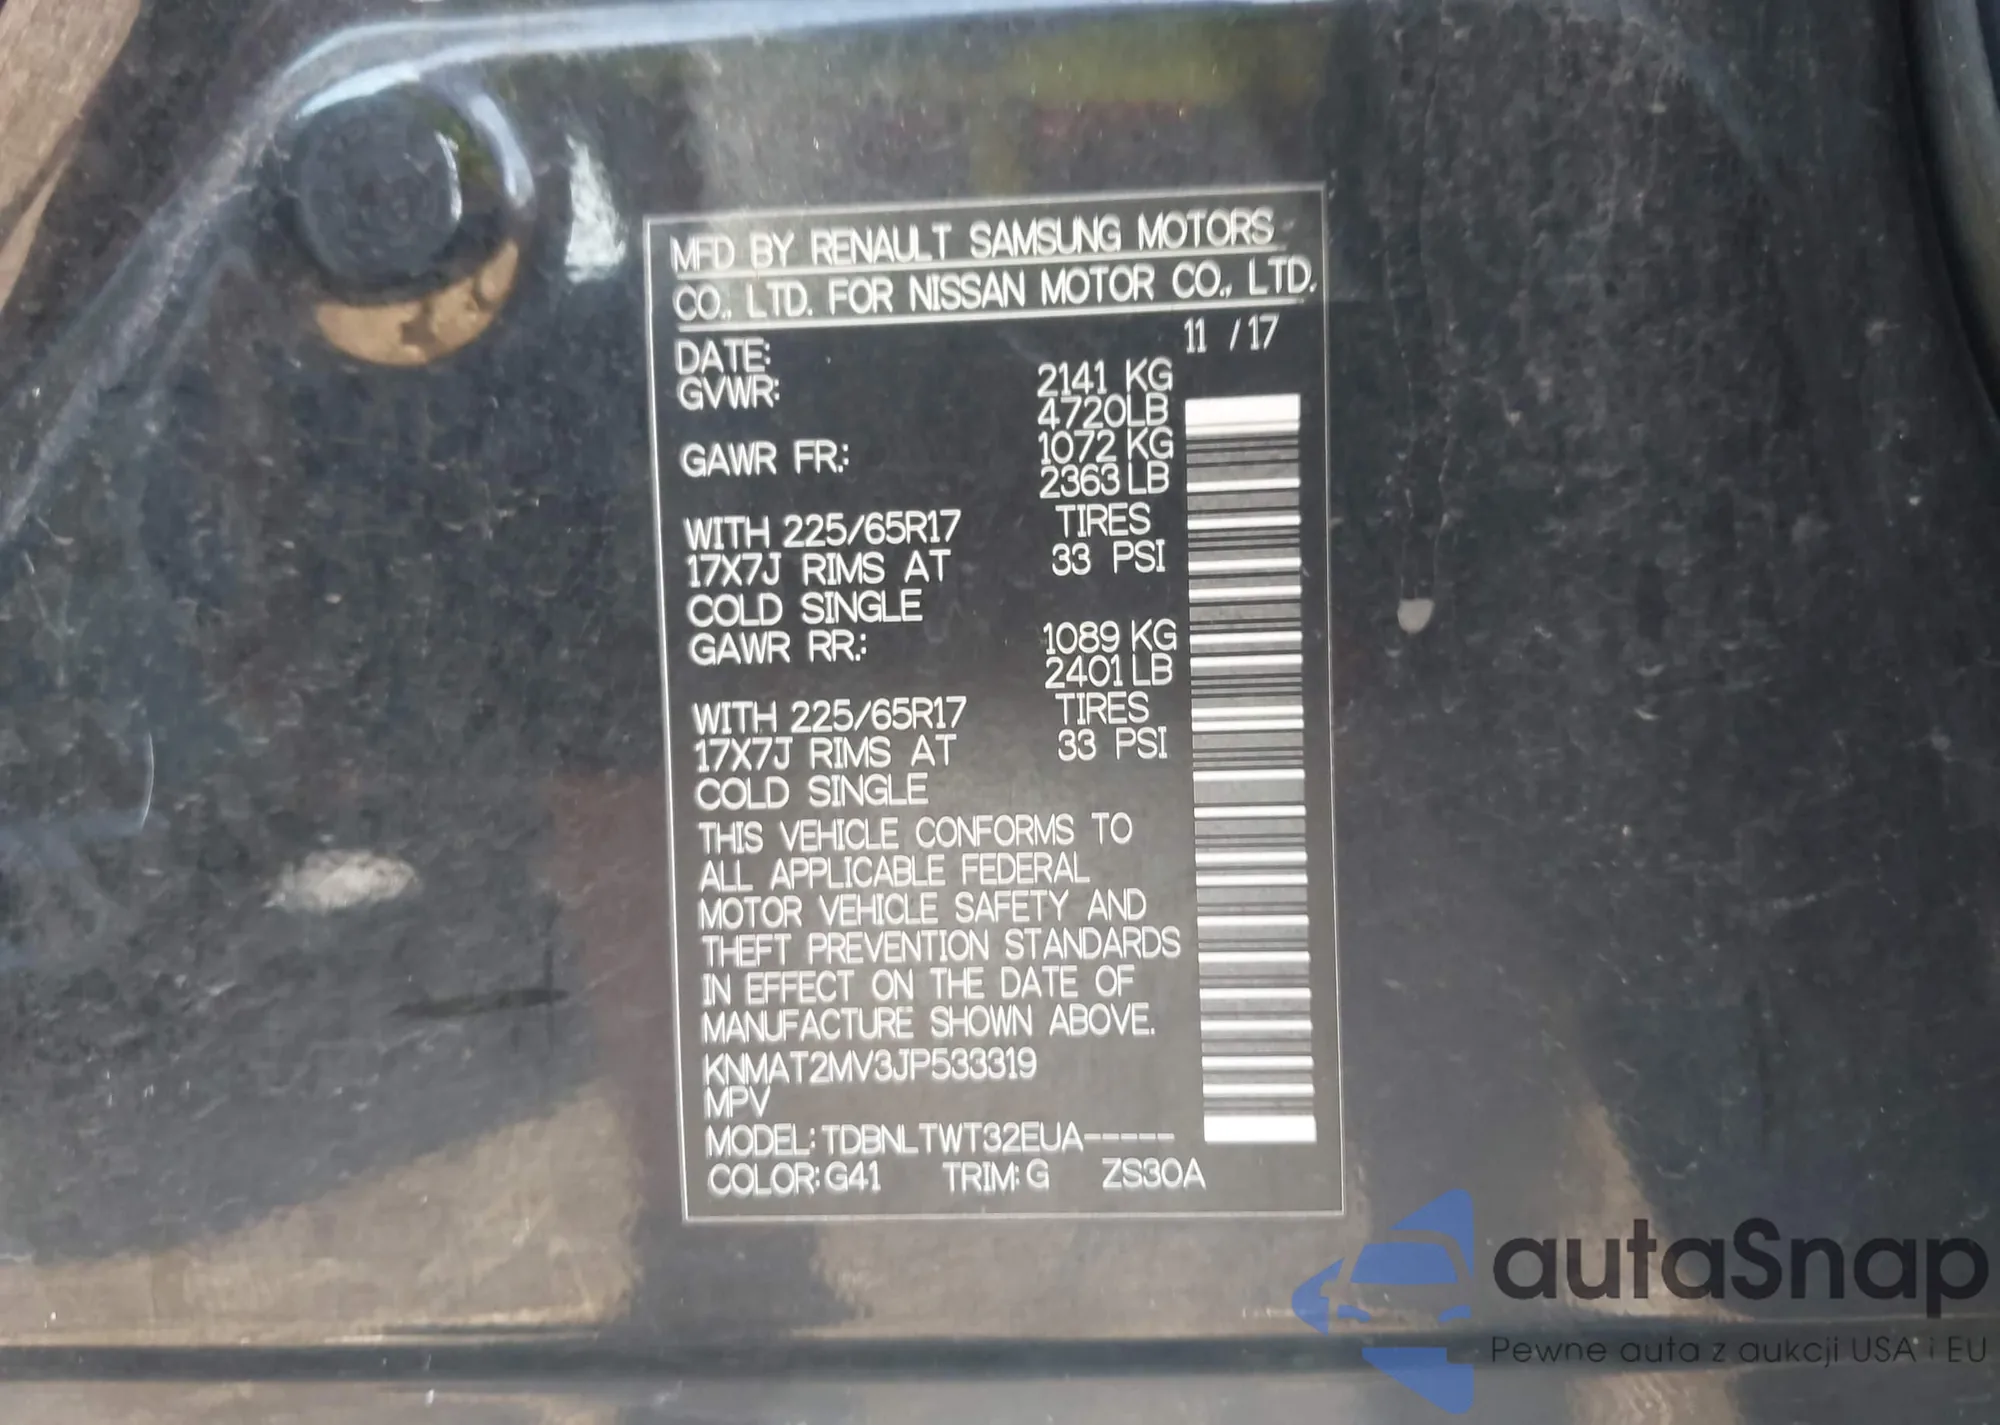 MFD BY RENAULT SAMSUNG MOTORS
CO., LTD. FOR NISSAN MOTOR CO., LTD.
DATE: 11 / 17
GVWR: 2141 KG
4720LB
GAWR FR.: 1072 KG
2363 LB
WITH 225/65R17 TIRES
17X7J RIMS AT 33 PSI
COLD SINGLE
GAWR RR.: 1089 KG
2401 LB
WITH 225/65R17 TIRES
17X7J RIMS AT 33 PSI
COLD SINGLE
THIS VEHICLE CONFORMS TO
ALL APPLICABLE FEDERAL
MOTOR VEHICLE SAFETY AND
THEFT PREVENTION STANDARDS
IN EFFECT ON THE DATE OF
MANUFACTURE SHOWN ABOVE.
KNMAT2MV3JP533319
MPV
MODEL: TDBNLTWT32EUA-----
COLOR: G41 TRIM: G ZS30A
autaSnap
Pewne auta z aukcji USA i EU